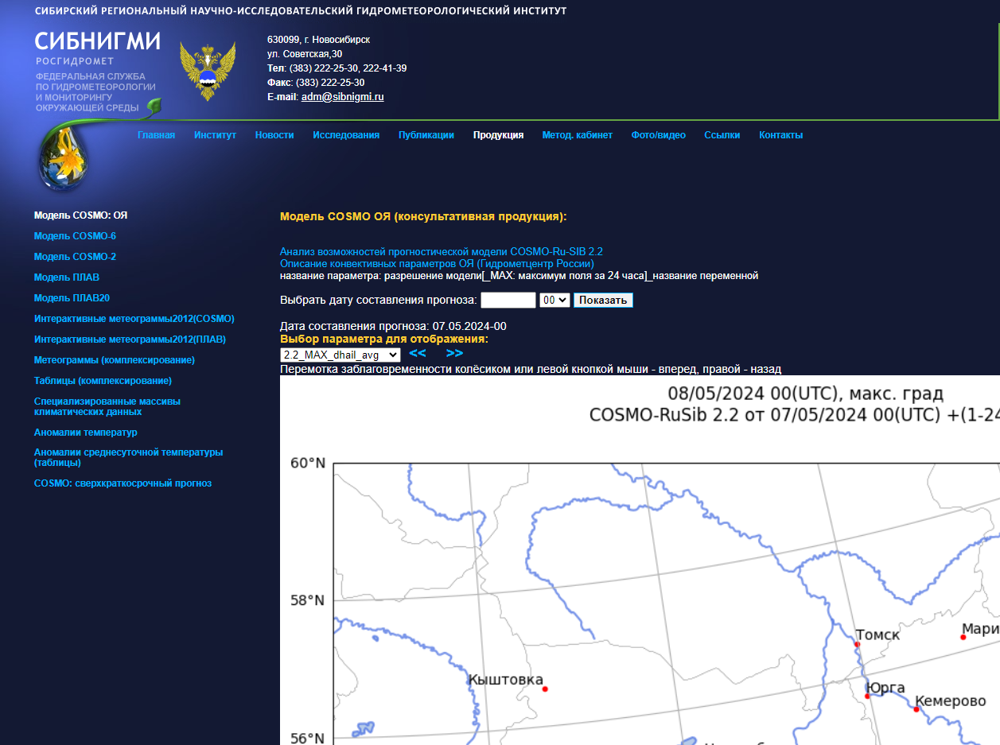 СИБИРСКИЙ РЕГИОНАЛЬНЫЙ НАУЧНО-ИССЛЕДОВАТЕЛЬСКИЙ ГИДРОМЕТЕОРОЛОГИЧЕСКИЙ ИНСТИТУТ
СИБНИГМИ
РОСГИДРОМЕТ
ФЕДЕРАЛЬНАЯ СЛУЖБА
ПО ГИДРОМЕТЕОРОЛОГИИ
И МОНИТОРИНГУ
ОКРУЖАЮЩЕЙ СРЕДЫ
630099, г. Новосибирск
ул. Советская,30
Тел: (383) 222-25-30, 222-41-39
Факс: (383) 222-25-30
E-mail: adm@sibnigmi.ru
Главная Институт Новости Исследования Публикации Продукция Метод. кабинет Фото/видео Ссылки Контакты
Модель COSMO: ОЯ
Модель COSMO-6
Модель COSMO-2
Модель ПЛАВ
Модель ПЛАВ20
Интерактивные метеограммы2012(COSMO)
Интерактивные метеограммы2012(ПЛАВ)
Метеограммы (комплексирование)
Таблицы (комплексирование)
Специализированные массивы
климатических данных
Аномалии температур
Аномалии среднесуточной температуры
(таблицы)
COSMO: сверхкраткосрочный прогноз
Модель COSMO ОЯ (консультативная продукция):
Анализ возможностей прогностической модели COSMO-Ru-SIB 2.2
Описание конвективных параметров ОЯ (Гидрометцентр России)
название параметра: разрешение модели[_MAX: максимум поля за 24 часа]_название переменной
Выбрать дату составления прогноза: 00 Показать
Дата составления прогноза: 07.05.2024-00
Выбор параметра для отображения:
2.2_MAX_dhail_avg << >>
Перемотка заблаговременности колёсиком или левой кнопкой мыши - вперед, правой - назад
08/05/2024 00(UTC), макс. град
COSMO-RuSib 2.2 от 07/05/2024 00(UTC) +(1-24
60°N
58°N
Томск
Мари
Кыштовка
Юрга
Кемерово
56°N